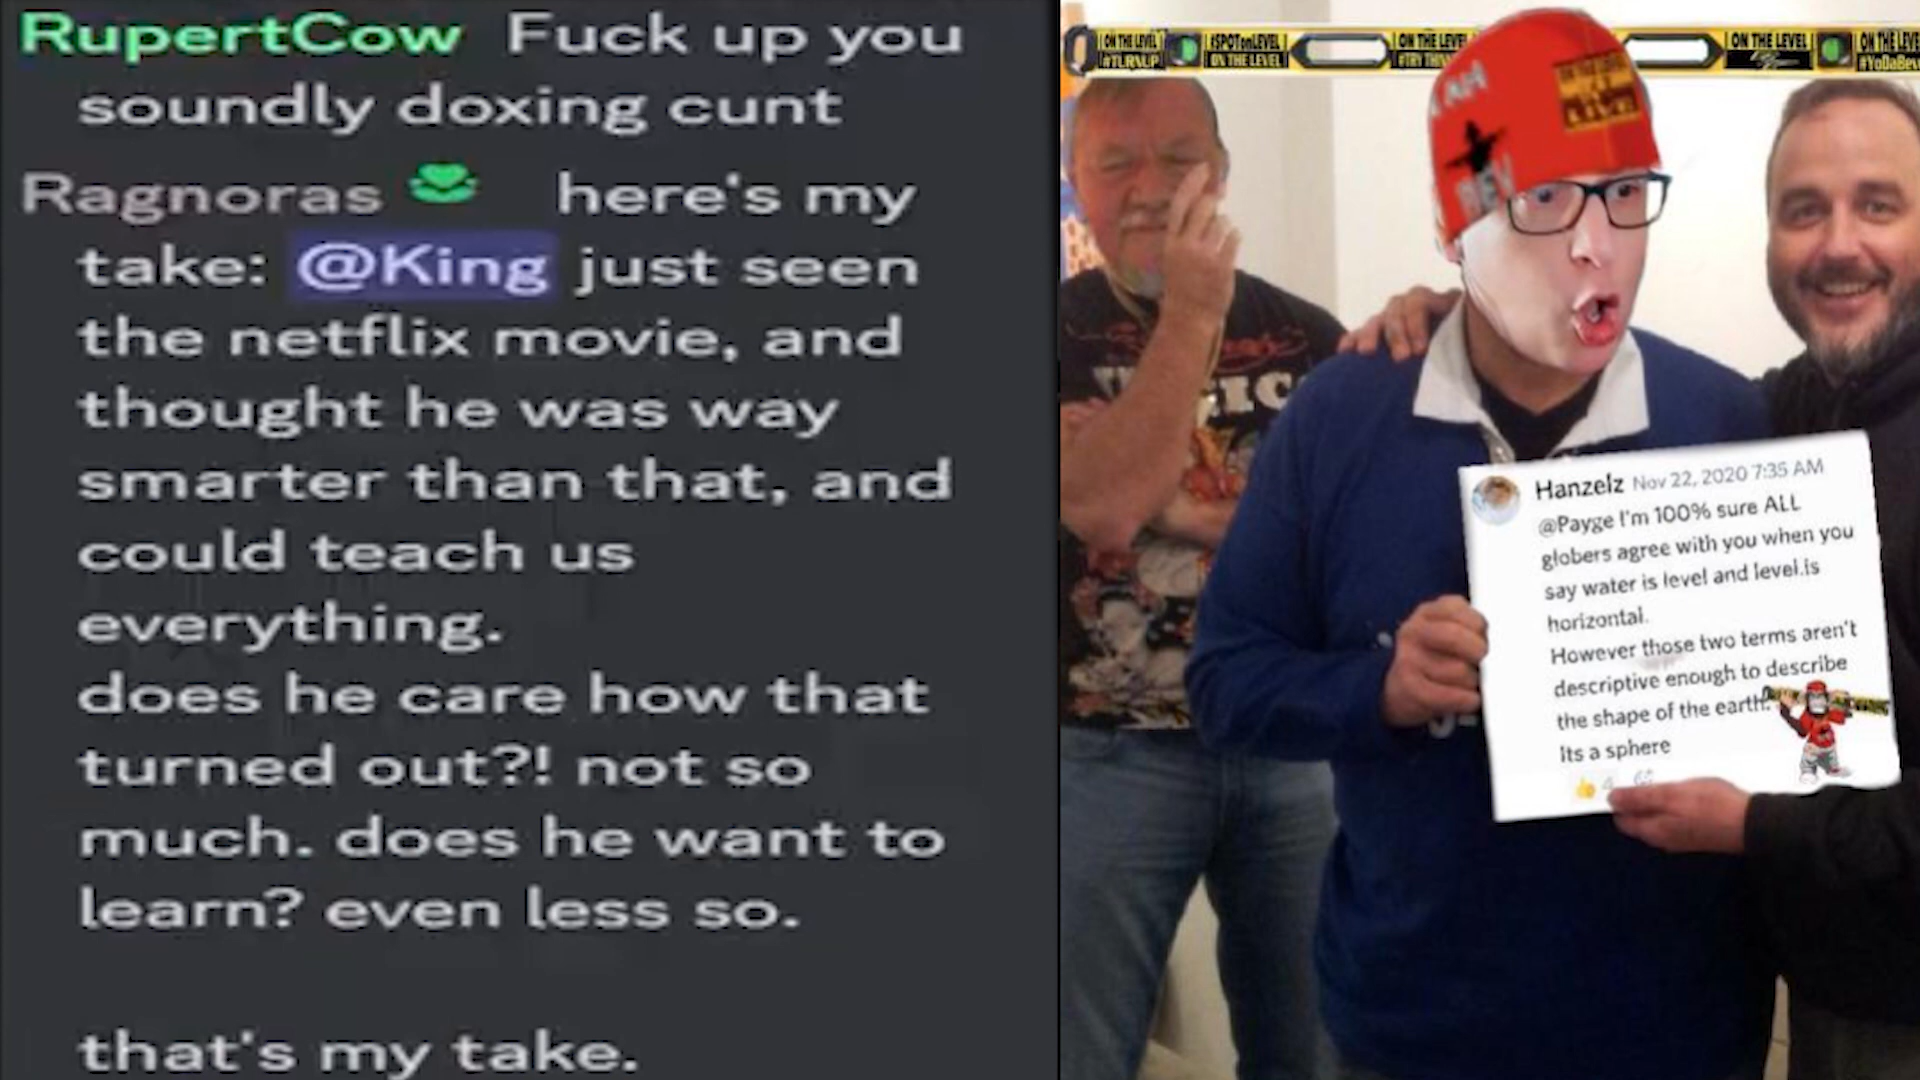 RupertCow Fuck up you
soundly doxing cunt
Ragnoras here's my
take: @King just seen
the netflix movie, and
thought he was way
smarter than that, and
could teach us
everything.
does he care how that
turned out?! not so
much. does he want to
learn? even less so.
that's my take.
ON THE LEVEL
#TURNUP
#SPOTonLEVEL
ON THE LEVEL
ON THE LEVEL
ON THE LEVEL
ON THE LEVE
Hanzelz Nov 22, 2020 7:35 AM
@Payge I'm 100% sure ALL
globers agree with you when you
say water is level and level.is
horizontal.
However those two terms aren't
descriptive enough to describe
the shape of the earth.
Its a sphere